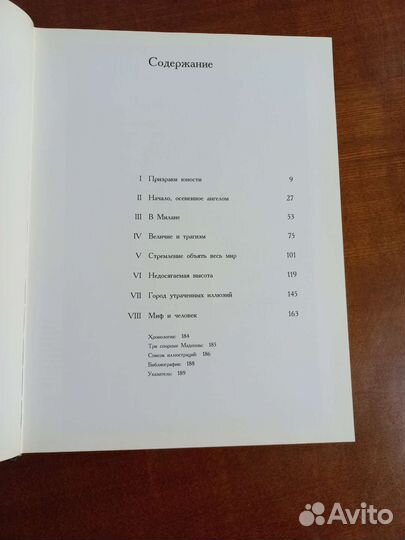 Содержание
I Призраки юности 9
II Начало, осененное ангелом 27
III В Милане 53
IV Величие и трагизм 75
V Стремление объять весь мир 101
VI Недосягаемая высота 119
VII Город утраченных иллюзий 145
VIII Миф и человек 163
Хронология: 184
Три спорные Мадонны: 185
Список иллюстраций: 186
Библиография: 188
Указатель: 189
Avito